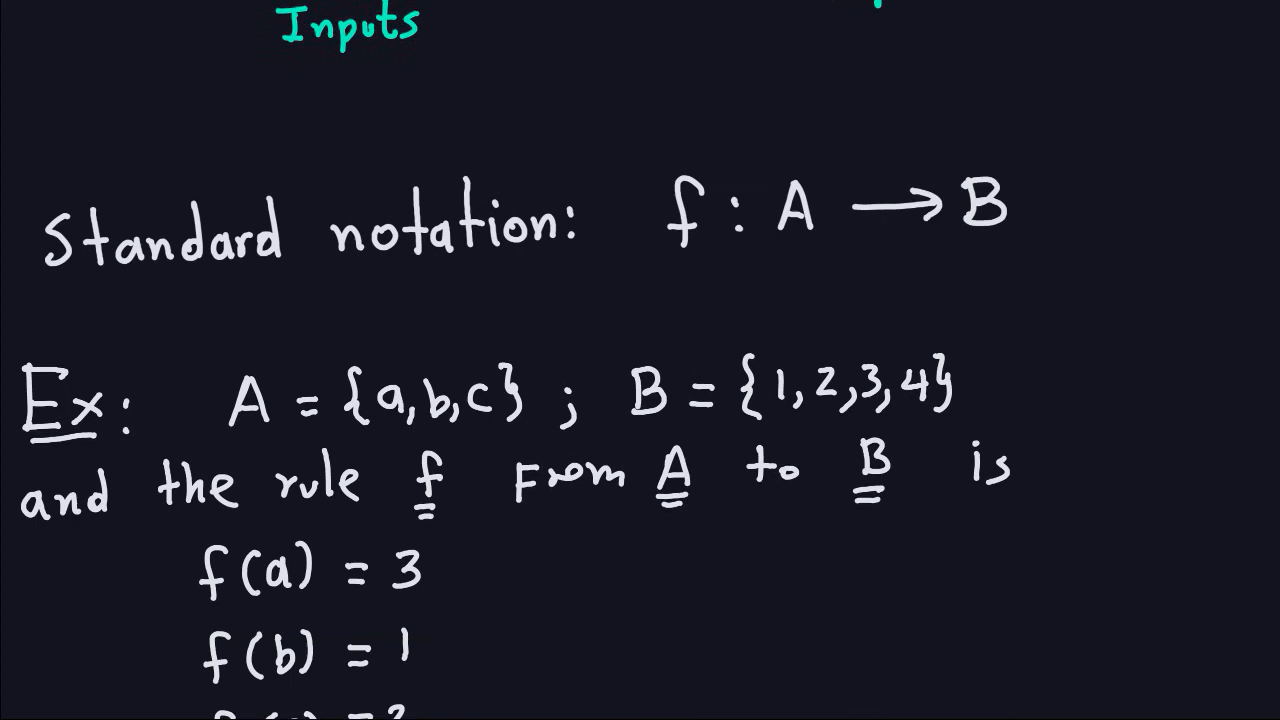 Inputs
Standard notation: f : A ⟶ B
Ex: A = {a,b,c} ; B = {1,2,3,4}
and the rule f From A to B is
f(a) = 3
f(b) = 1